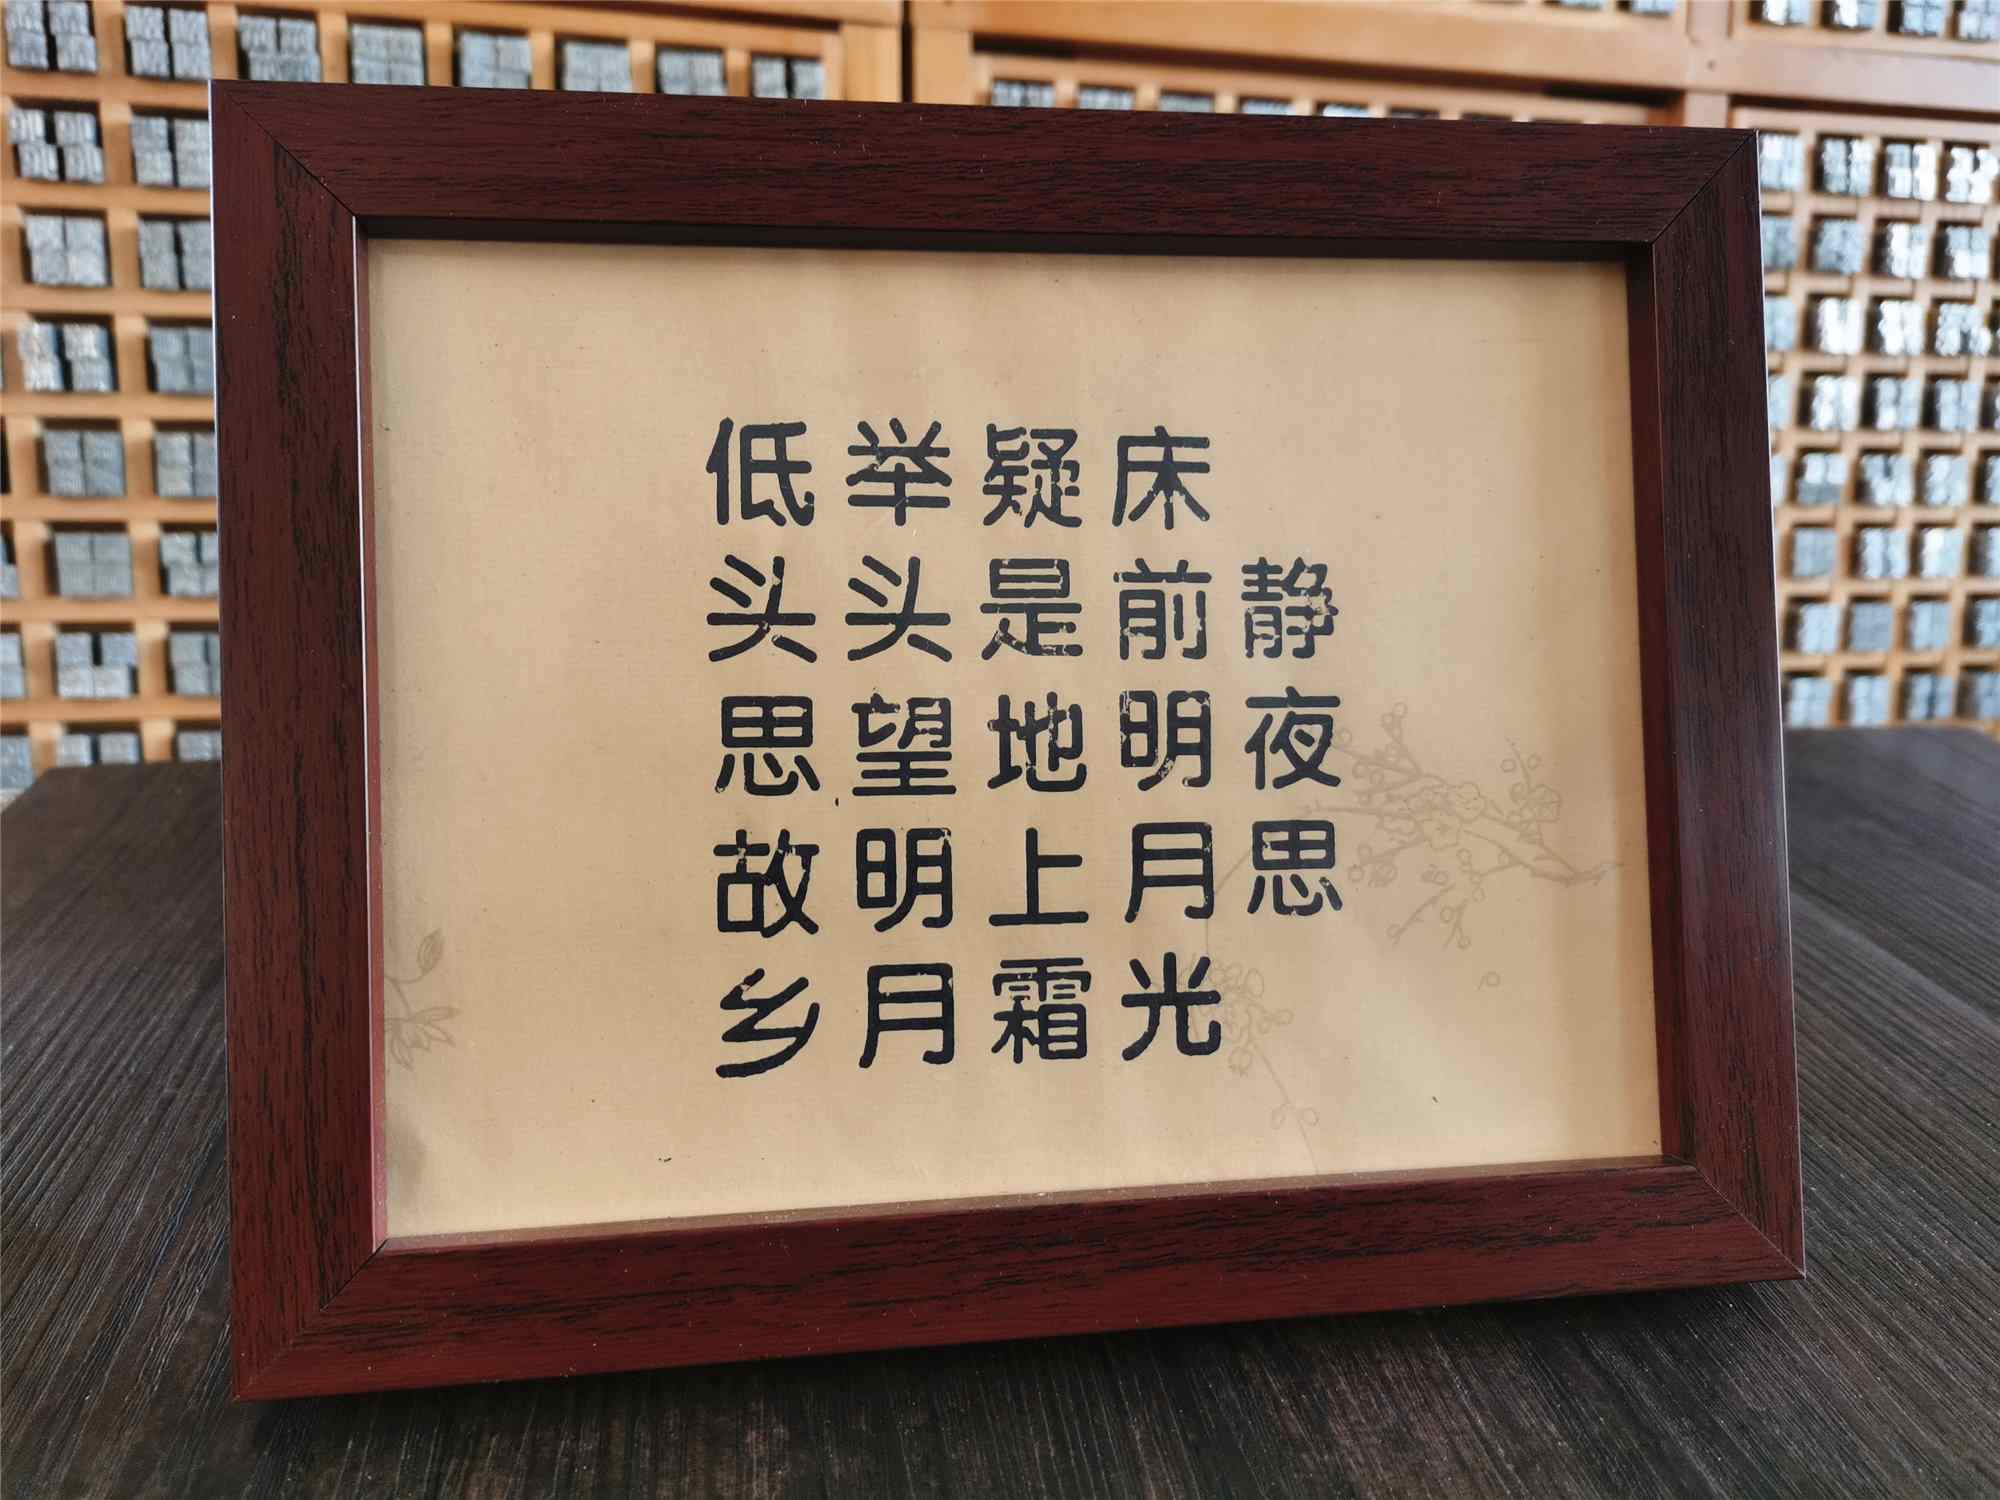 静夜思
床前明月光
疑是地上霜
举头望明月
低头思故乡